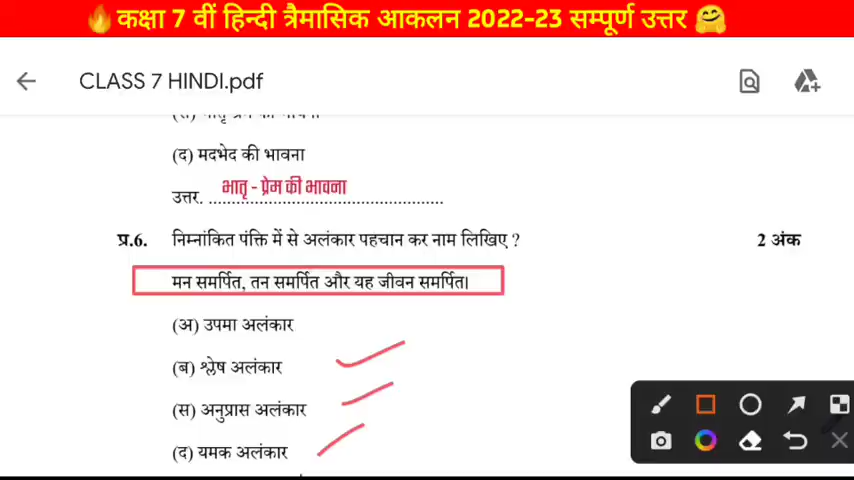 🔥कक्षा 7 वीं हिन्दी त्रैमासिक आकलन 2022-23 सम्पूर्ण उत्तर 🤗
CLASS 7 HINDI.pdf
(द) मदभेद की भावना
उत्तर. भातृ - प्रेम की भावना
प्र.6. निम्नांकित पंक्ति में से अलंकार पहचान कर नाम लिखिए ? 2 अंक
मन समर्पित, तन समर्पित और यह जीवन समर्पित।
(अ) उपमा अलंकार
(ब) श्लेष अलंकार
(स) अनुप्रास अलंकार
(द) यमक अलंकार